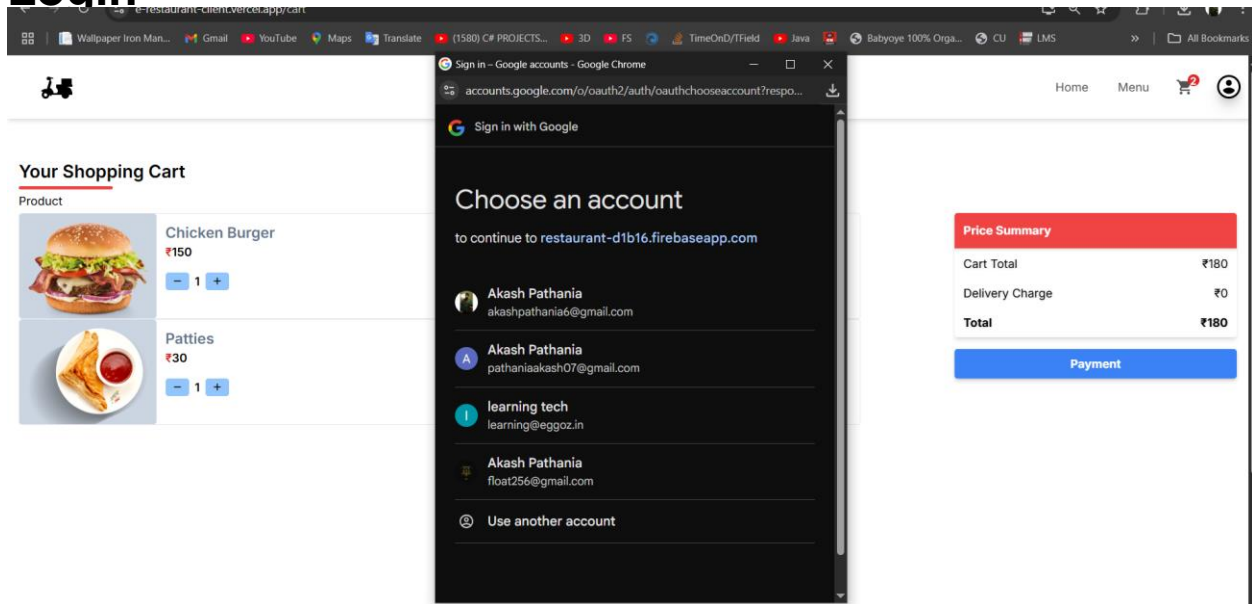 Login
e-restaurant-client.vercel.app/cart
Wallpaper Iron Man... Gmail YouTube Maps Translate (1580) C# PROJECTS... 3D FS TimeOnD/TField Java Babyoye 100% Orga... CU LMS » All Bookmarks
Sign in – Google accounts - Google Chrome
accounts.google.com/o/oauth2/auth/oauthchooseaccount?respo...
Home Menu 2
G Sign in with Google
Your Shopping Cart
Product
Choose an account
to continue to restaurant-d1b16.firebaseapp.com
Chicken Burger
₹150
− 1 +
Patties
₹30
− 1 +
Akash Pathania
akashpathania6@gmail.com
A Akash Pathania
pathaniaakash07@gmail.com
l learning tech
learning@eggoz.in
Akash Pathania
float256@gmail.com
Use another account
Price Summary
Cart Total ₹180
Delivery Charge ₹0
Total ₹180
Payment